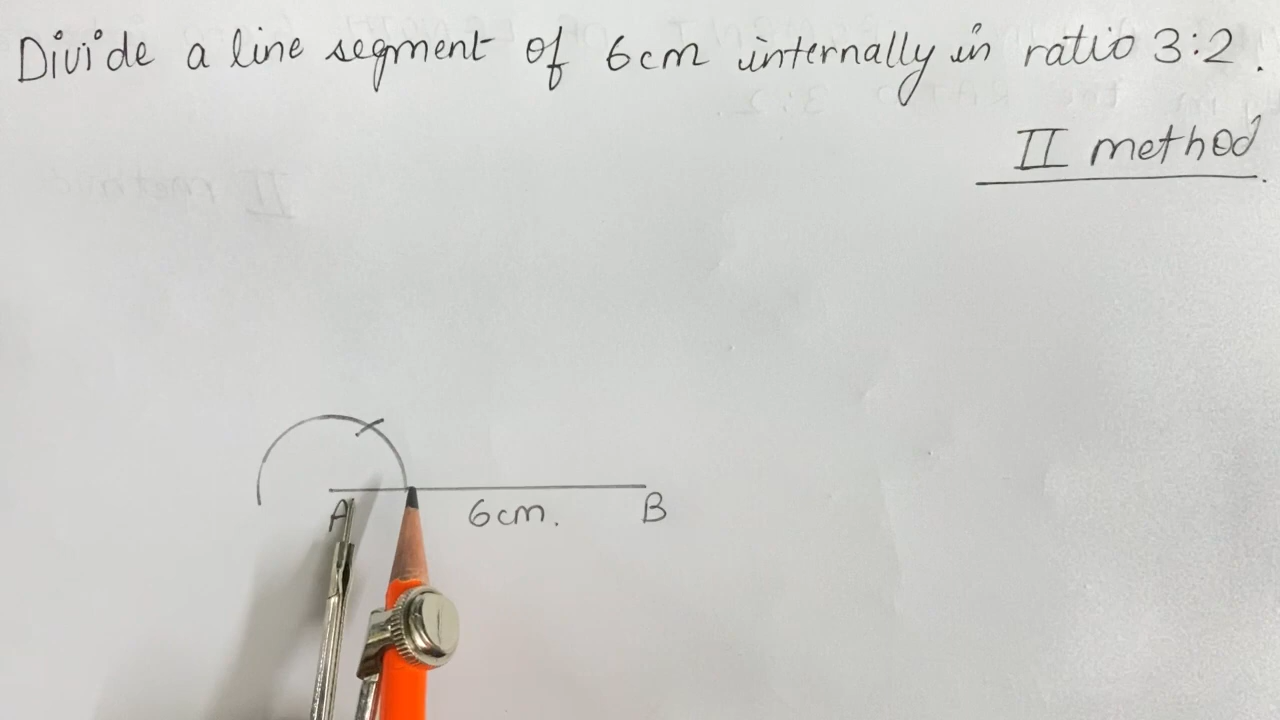 Divide a line segment of 6cm internally in ratio 3:2.
II method.
A 6cm. B